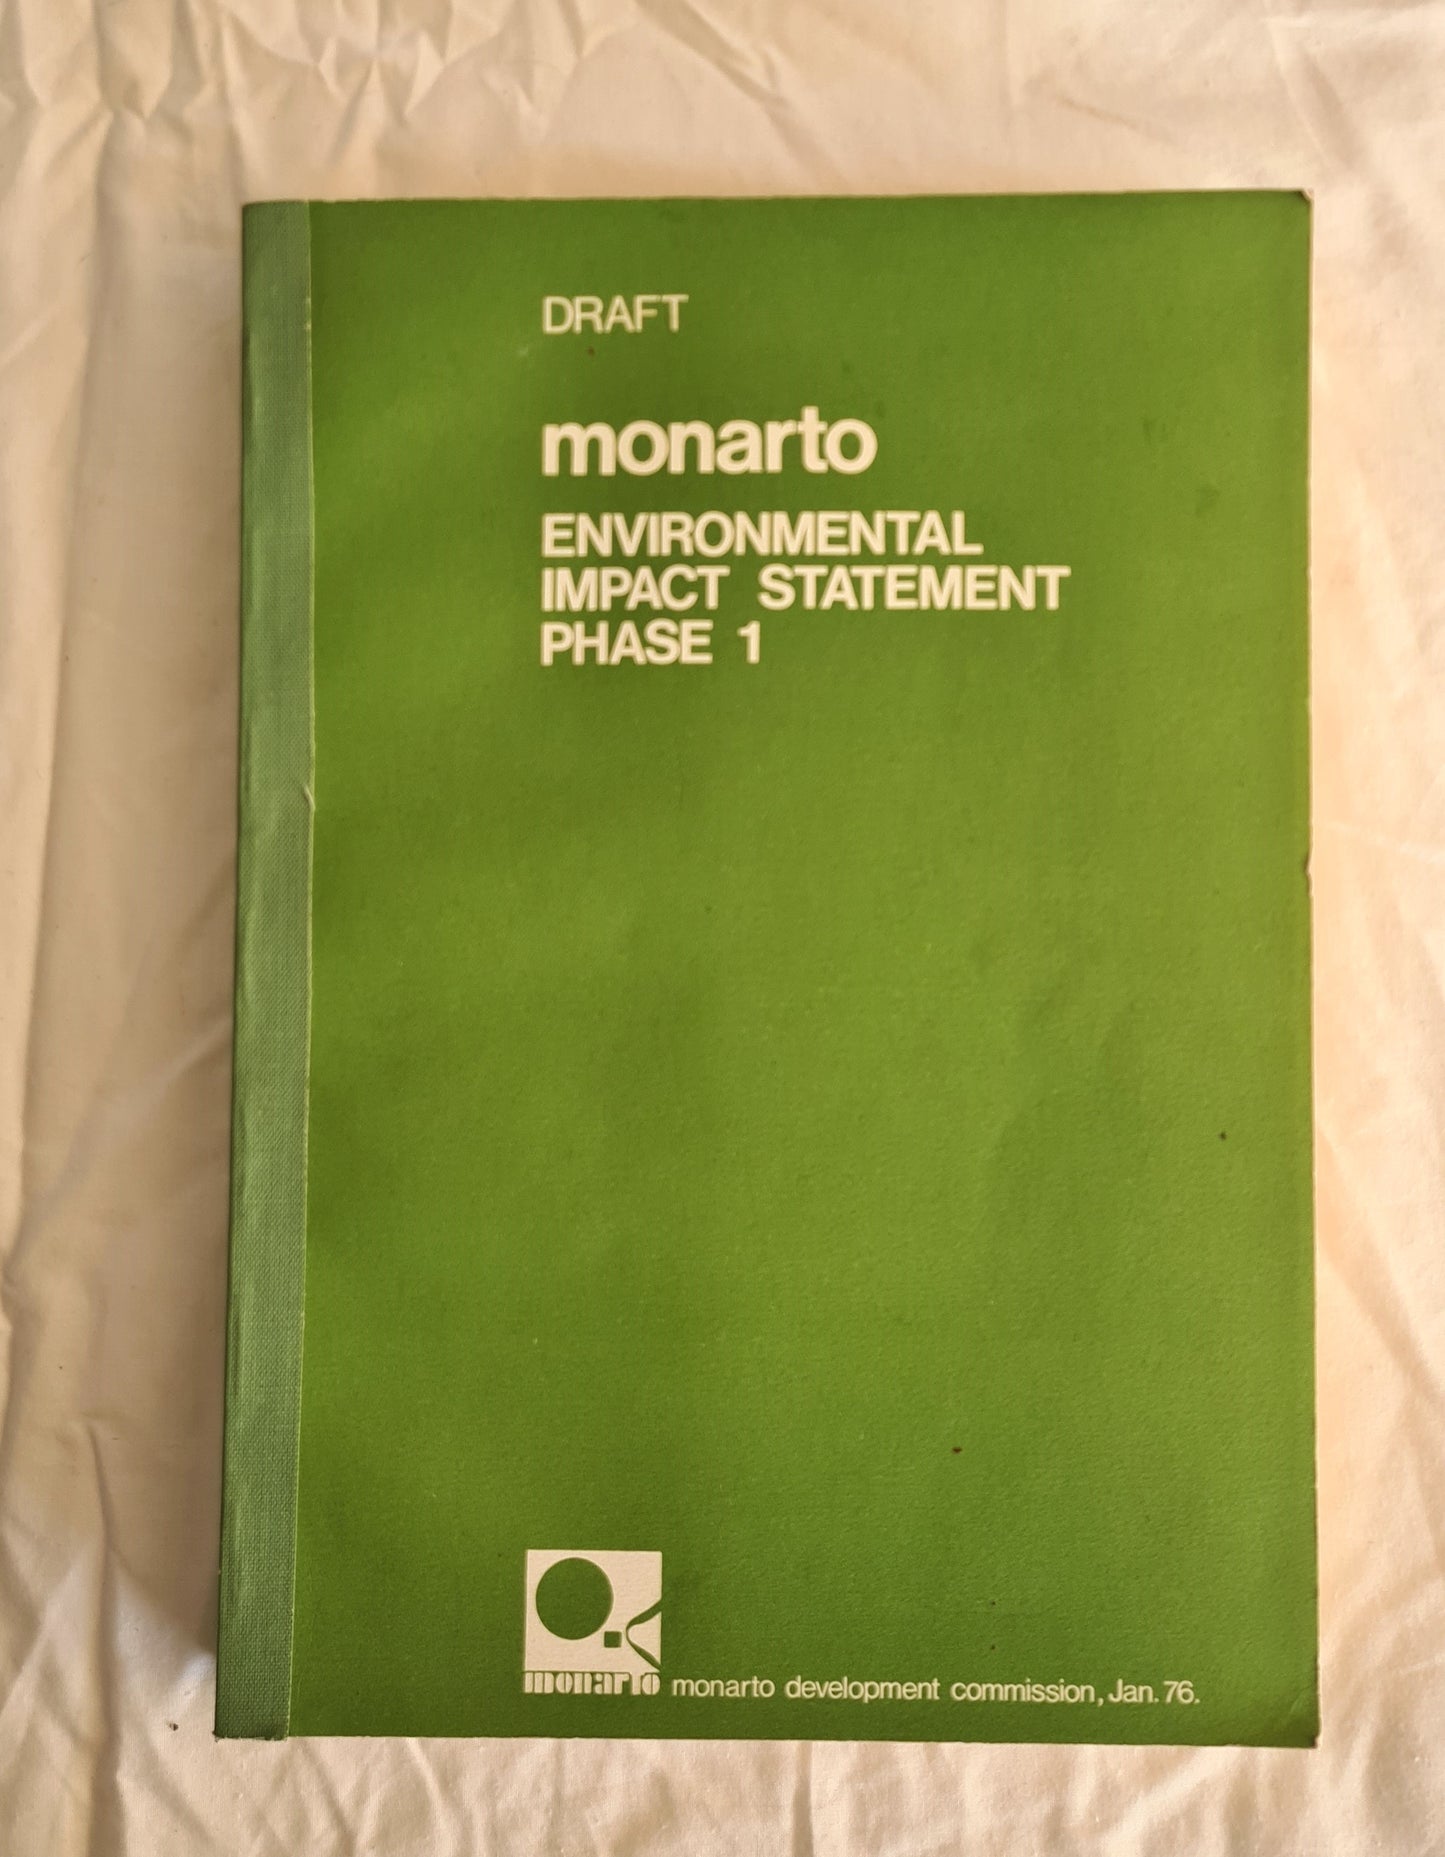 DRAFT
monarto
ENVIRONMENTAL
IMPACT STATEMENT
PHASE 1
monarto
monarto development commission, Jan. 76.